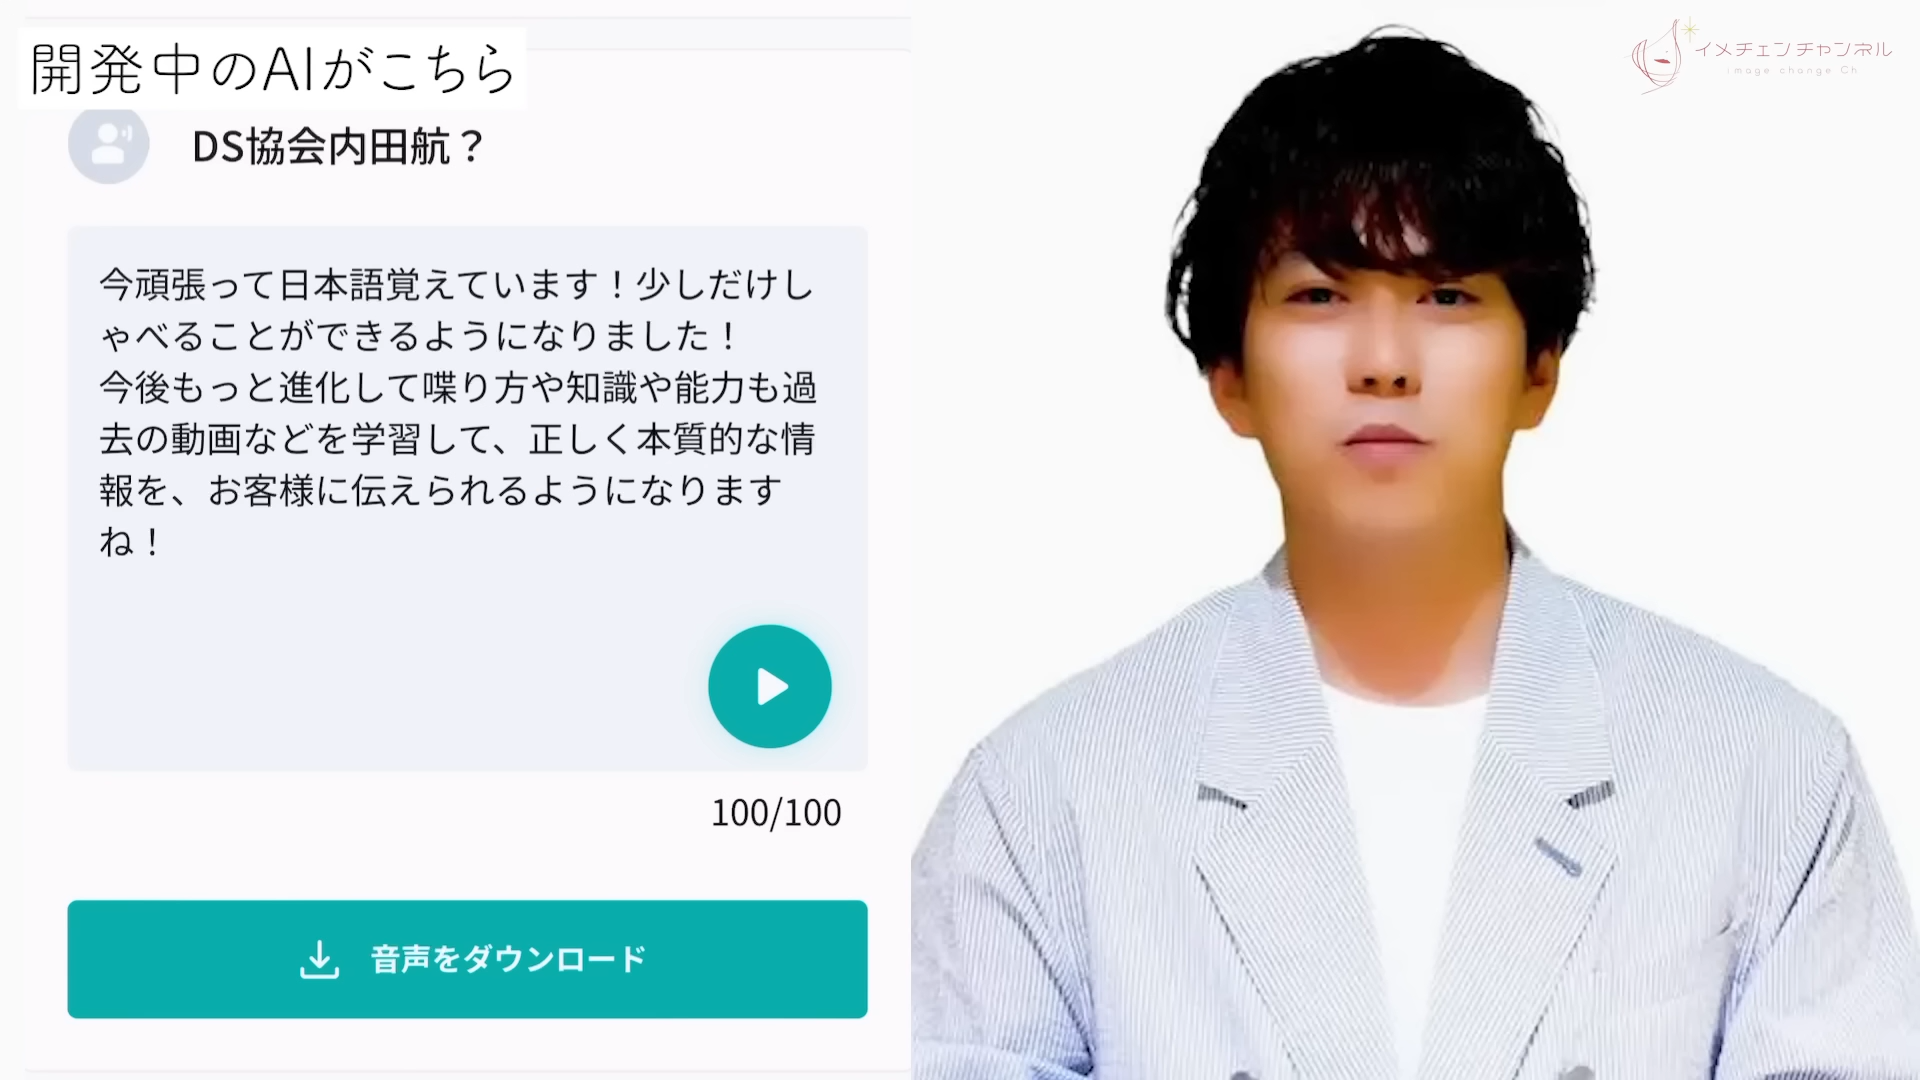 開発中のAIがこちら
イメチェンチャンネル
image change Ch
DS協会内田航？
今頑張って日本語覚えています！少しだけし
ゃべることができるようになりました！
今後もっと進化して喋り方や知識や能力も過
去の動画などを学習して、正しく本質的な情
報を、お客様に伝えられるようになります
ね！
100/100
音声をダウンロード